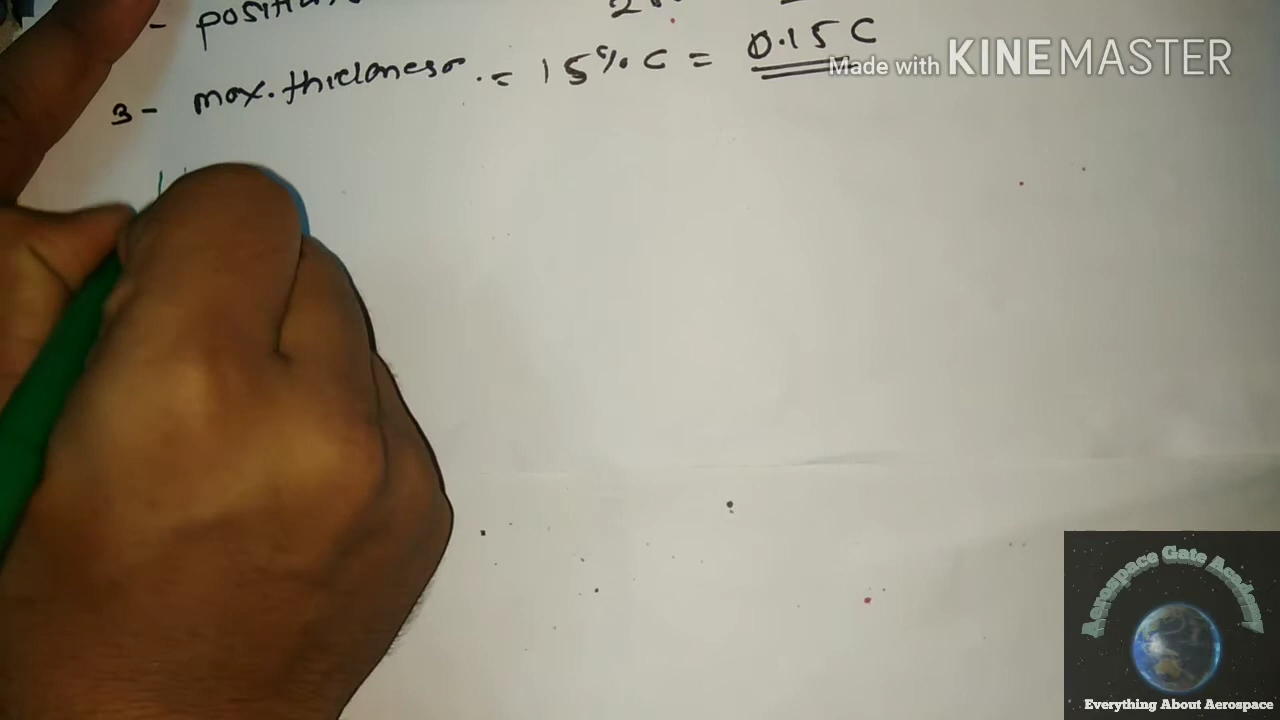 - positi
3 - max. thickness. = 15% C = 0.15 C
Made with KINEMASTER
Aerospace Gate Academy
Everything About Aerospace